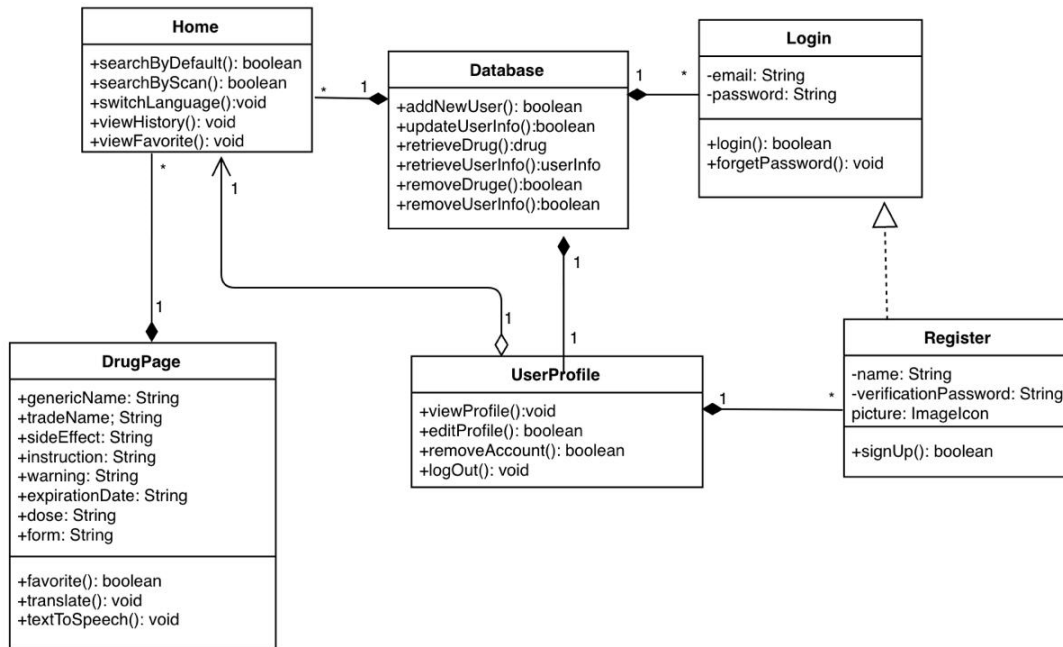 Home
+searchByDefault(): boolean
+searchByScan(): boolean
+switchLanguage():void
+viewHistory(): void
+viewFavorite(): void
*
1
Database
+addNewUser(): boolean
+updateUserInfo():boolean
+retrieveDrug():drug
+retrieveUserInfo():userInfo
+removeDruge():boolean
+removeUserInfo():boolean
1
*
Login
-email: String
-password: String
+login(): boolean
+forgetPassword(): void
*
1
1
1
1
1
1
DrugPage
+genericName: String
+tradeName; String
+sideEffect: String
+instruction: String
+warning: String
+expirationDate: String
+dose: String
+form: String
+favorite(): boolean
+translate(): void
+textToSpeech(): void
UserProfile
+viewProfile():void
+editProfile(): boolean
+removeAccount(): boolean
+logOut(): void
1
*
Register
-name: String
-verificationPassword: String
picture: ImageIcon
+signUp(): boolean